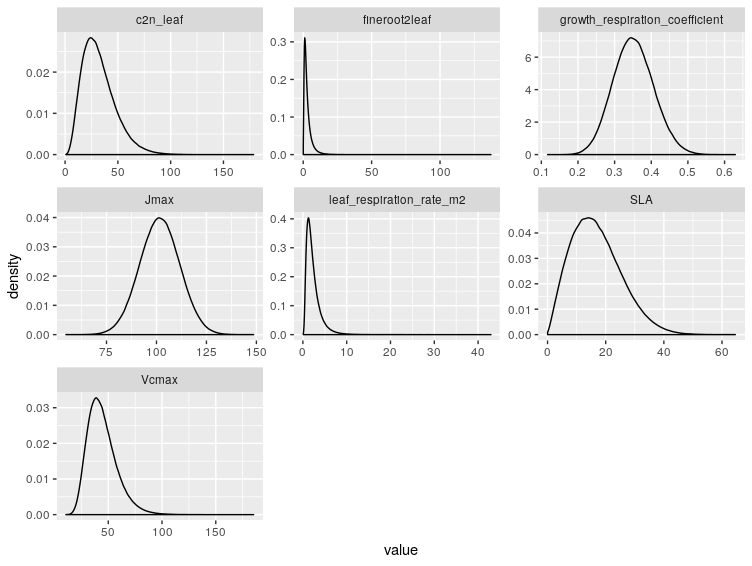 c2n_leaf fineroot2leaf growth_respiration_coefficient
0.02
0.01
0.00
0 50 100 150
0.3
0.2
0.1
0.0
0 50 100
6
4
2
0
0.1 0.2 0.3 0.4 0.5 0.6
Jmax leaf_respiration_rate_m2 SLA
0.04
0.03
0.02
0.01
0.00
75 100 125 150
0.4
0.3
0.2
0.1
0.0
0 10 20 30 40
0.04
0.03
0.02
0.01
0.00
0 20 40 60
Vcmax
0.03
0.02
0.01
0.00
50 100 150
density
value